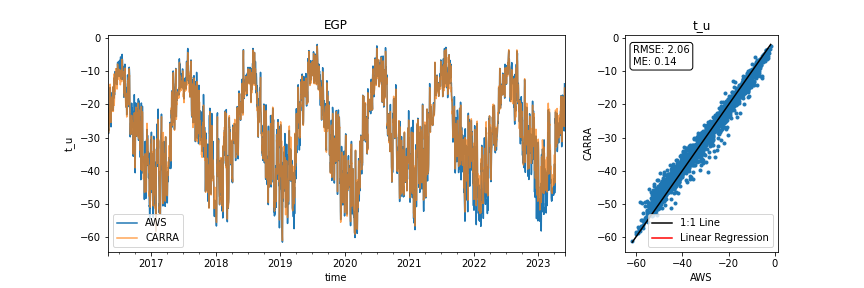 EGP
t_u
0
−10
−20
−30
−40
−50
−60
t_u
AWS
CARRA
2017
2018
2019
2020
2021
2022
2023
time
t_u
RMSE: 2.06
ME: 0.14
0
−10
−20
−30
−40
−50
−60
CARRA
1:1 Line
Linear Regression
−60
−40
−20
0
AWS